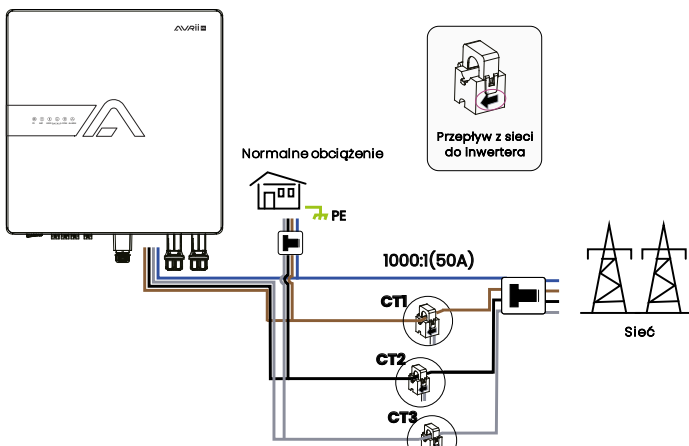 AVRii
Przepływ z sieci
do inwertera
Normalne obciążenie
PE
1000:1(50A)
CT1
Sieć
CT2
CT3